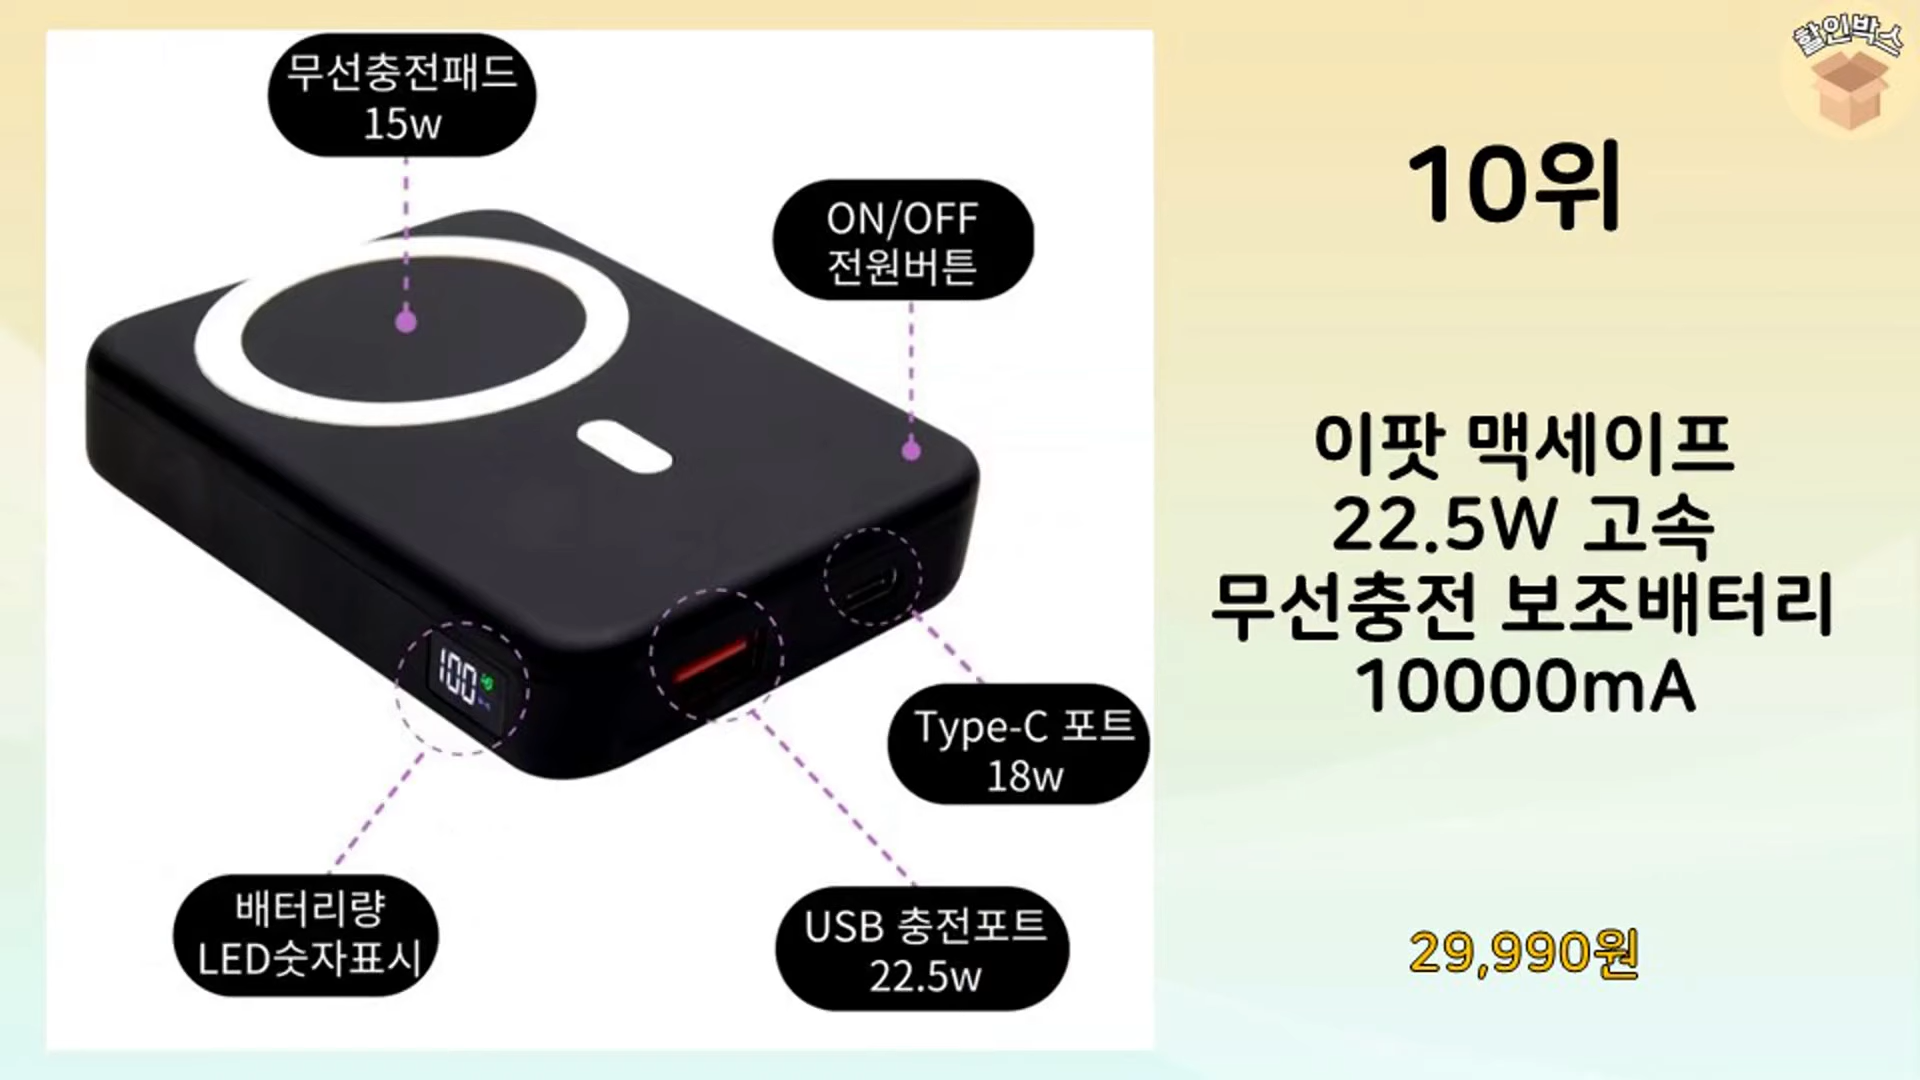 할인박스
무선충전패드
15w
ON/OFF
전원버튼
100
Type-C 포트
18w
배터리량
LED숫자표시
USB 충전포트
22.5w
10위
이팟 맥세이프
22.5W 고속
무선충전 보조배터리
10000mA
29,990원